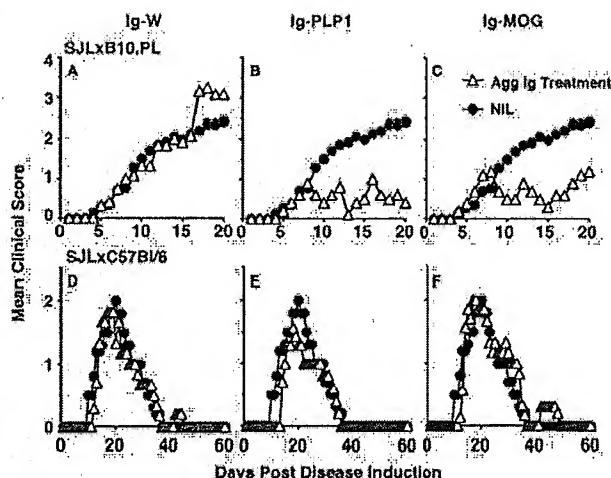 Ig-W Ig-PLP1 Ig-MOG
SJLxB10.PL
4 A B C
3 Agg Ig Treatment
2 NIL
1
0
0 5 10 15 20 0 5 10 15 20 0 5 10 15 20
Mean Clinical Score
SJLxC57Bl/6
D E F
2
1
0
0 20 40 60 0 20 40 60 0 20 40 60
Days Post Disease Induction